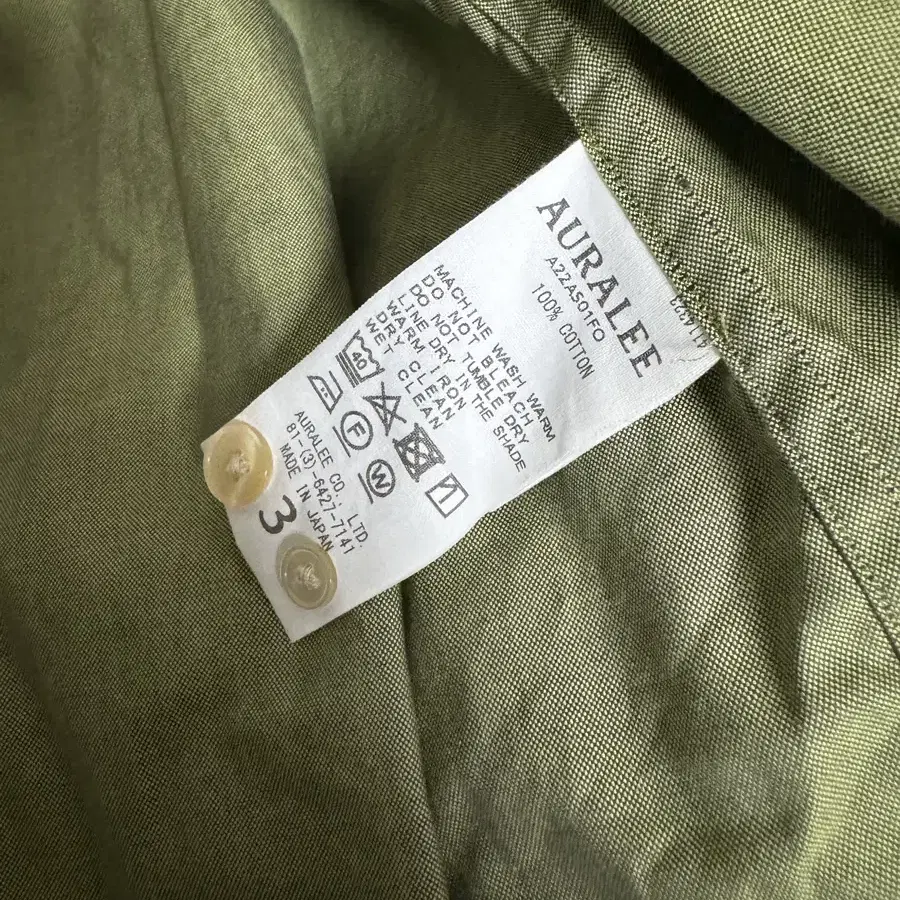 AURALEE
A22AS01FO
100% COTTON
MACHINE WASH WARM
DO NOT BLEACH
DO NOT TUMBLE DRY
LINE DRY IN THE SHADE
WARM IRON
DRY CLEAN
WET CLEAN
40
F
W
AURALEE CO., LTD.
81-(3)-6427-7141
MADE IN JAPAN
3